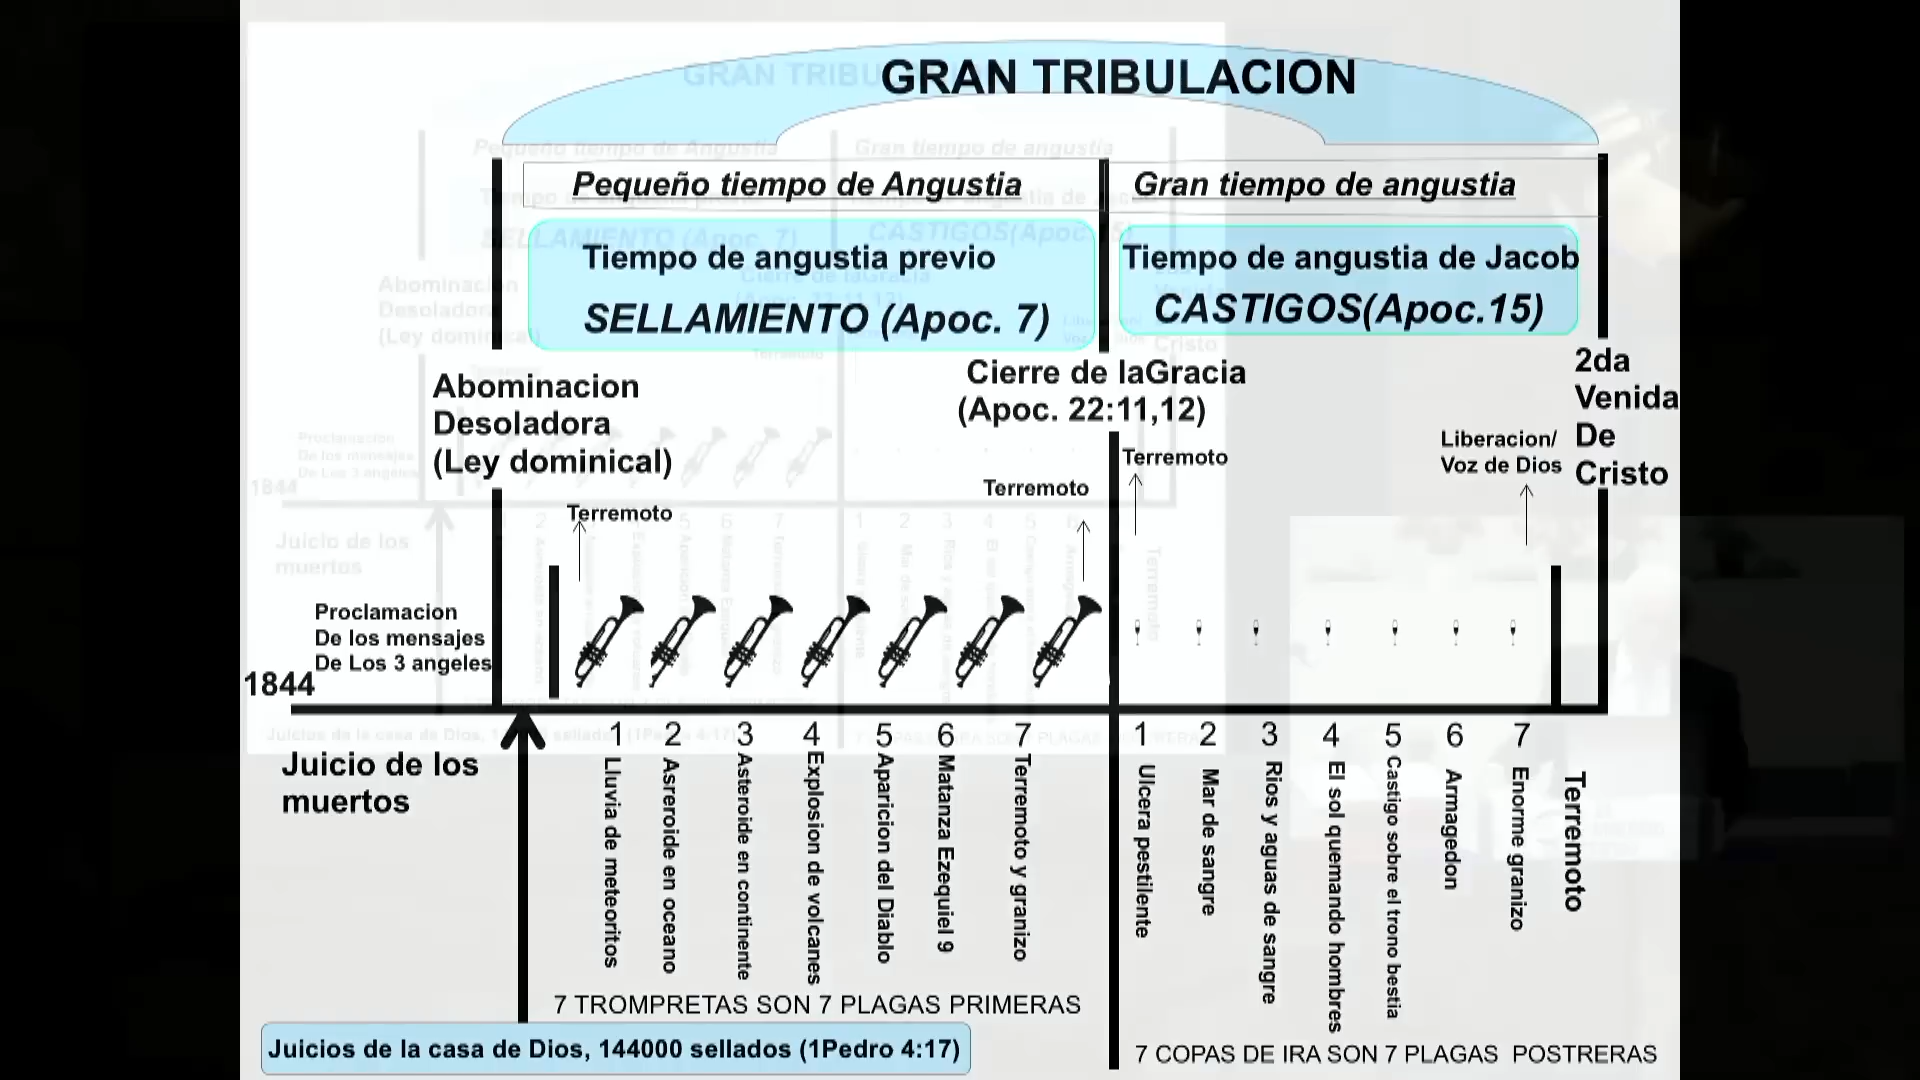 GRAN TRIBULACION
Pequeño tiempo de Angustia
Gran tiempo de angustia
Tiempo de angustia previo
SELLAMIENTO (Apoc. 7)
Tiempo de angustia de Jacob
CASTIGOS(Apoc.15)
Abominacion
Desoladora
(Ley dominical)
Cierre de laGracia
(Apoc. 22:11,12)
2da
Venida
De
Cristo
Terremoto
Terremoto
Terremoto
Liberacion/
Voz de Dios
Proclamacion
De los mensajes
De Los 3 angeles
1844
Juicio de los
muertos
1 2 3 4 5 6 7
Lluvia de meteoritos
Asreroide en oceano
Asteroide en continente
Explosion de volcanes
Aparicion del Diablo
Matanza Ezequiel 9
Terremoto y granizo
1 2 3 4 5 6 7
Ulcera pestilente
Mar de sangre
Rios y aguas de sangre
El sol quemando hombres
Castigo sobre el trono bestia
Armagedon
Enorme granizo
Terremoto
7 TROMPRETAS SON 7 PLAGAS PRIMERAS
Juicios de la casa de Dios, 144000 sellados (1Pedro 4:17)
7 COPAS DE IRA SON 7 PLAGAS POSTRERAS